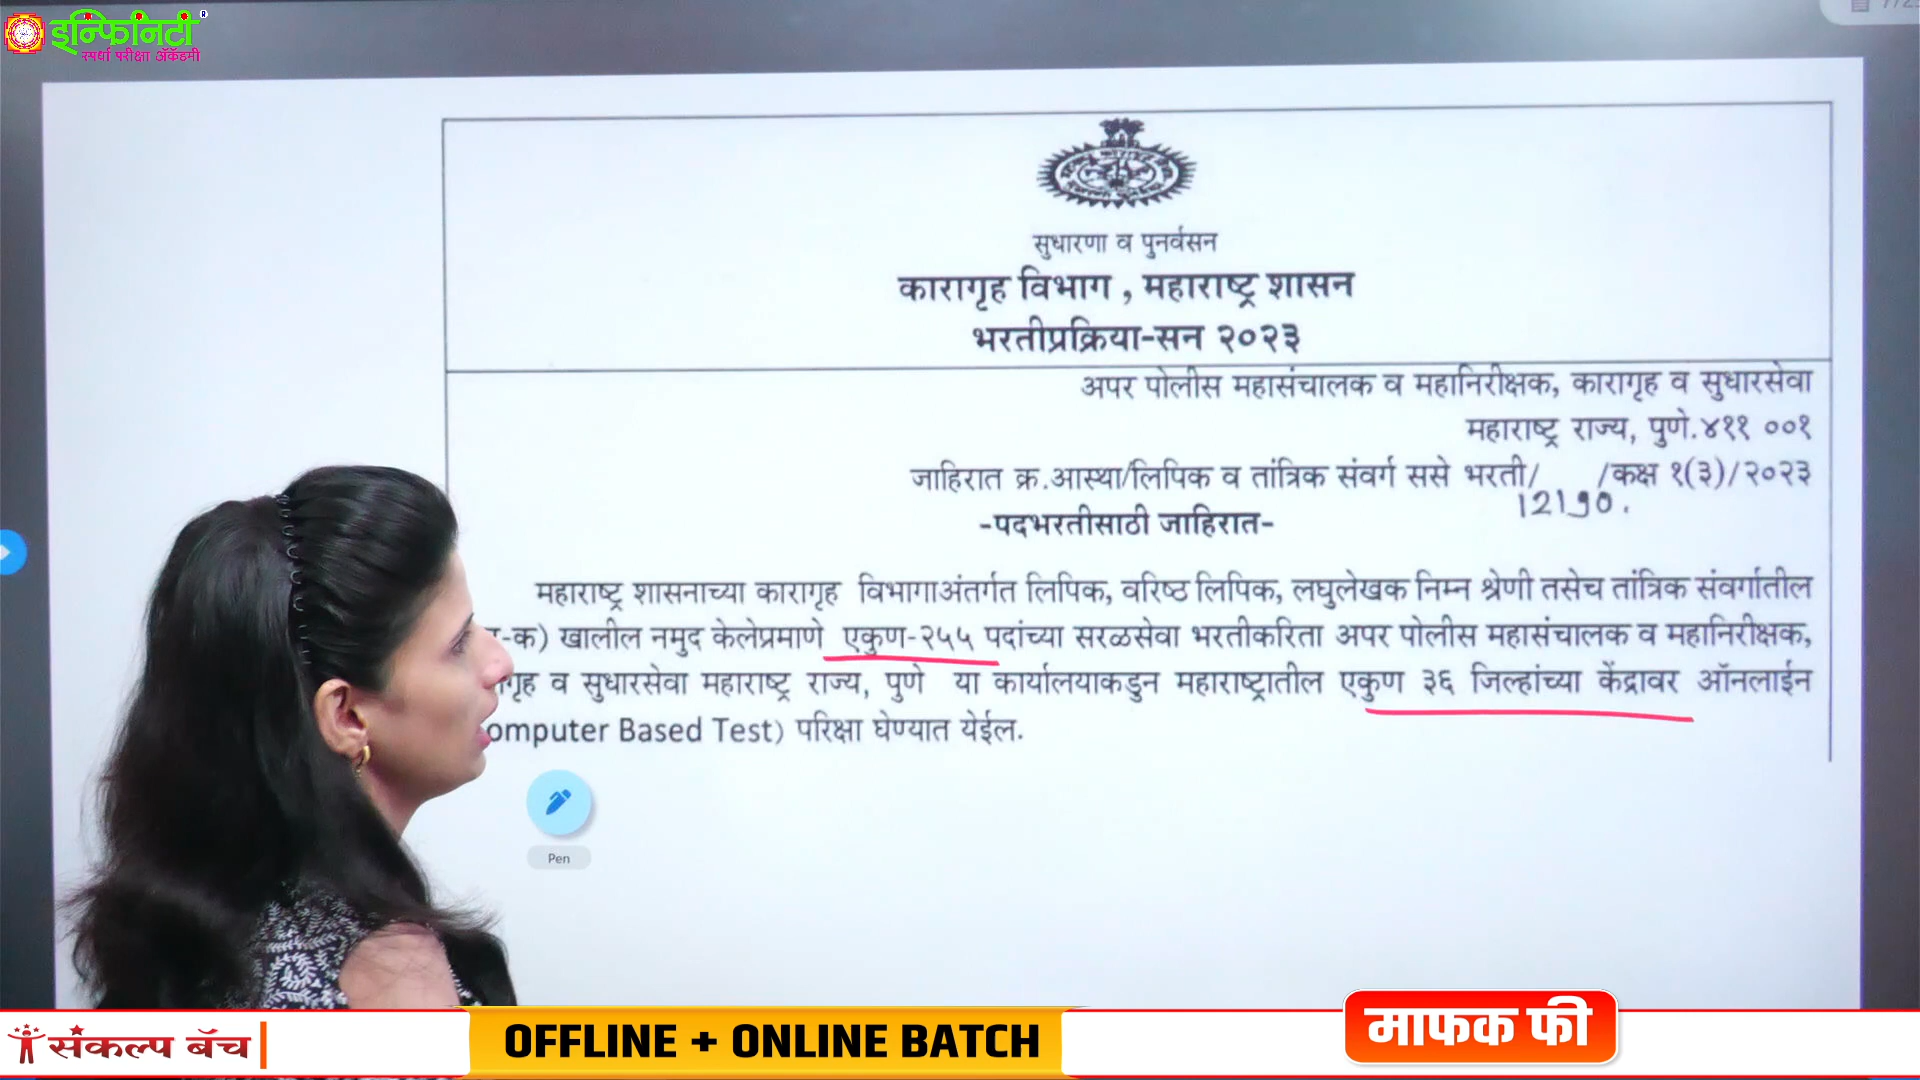 इन्फिनिटी
स्पर्धा परीक्षा ॲकॅडमी
सुधारणा व पुनर्वसन
कारागृह विभाग , महाराष्ट्र शासन
भरतीप्रक्रिया-सन २०२३
अपर पोलीस महासंचालक व महानिरीक्षक, कारागृह व सुधारसेवा
महाराष्ट्र राज्य, पुणे.४११ ००१
जाहिरात क्र.आस्था/लिपिक व तांत्रिक संवर्ग ससे भरती/ /कक्ष १(३)/२०२३
-पदभरतीसाठी जाहिरात-
महाराष्ट्र शासनाच्या कारागृह विभागाअंतर्गत लिपिक, वरिष्ठ लिपिक, लघुलेखक निम्न श्रेणी तसेच तांत्रिक संवर्गातील
-क) खालील नमुद केलेप्रमाणे एकुण-२५५ पदांच्या सरळसेवा भरतीकरिता अपर पोलीस महासंचालक व महानिरीक्षक,
गृह व सुधारसेवा महाराष्ट्र राज्य, पुणे या कार्यालयाकडुन महाराष्ट्रातील एकुण ३६ जिल्हांच्या केंद्रावर ऑनलाईन
omputer Based Test) परिक्षा घेण्यात येईल.
Pen
संकल्प बॅच
OFFLINE + ONLINE BATCH
माफक फी